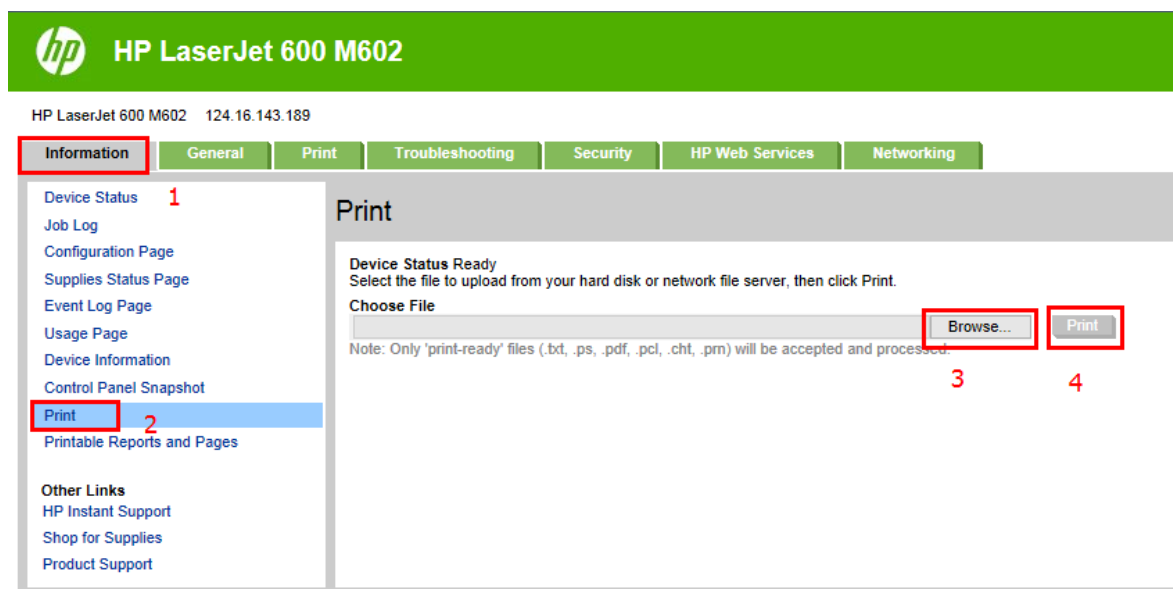 hp HP LaserJet 600 M602
HP LaserJet 600 M602 124.16.143.189
Information General Print Troubleshooting Security HP Web Services Networking
Device Status 1
Job Log
Configuration Page
Supplies Status Page
Event Log Page
Usage Page
Device Information
Control Panel Snapshot
Print 2
Printable Reports and Pages
Other Links
HP Instant Support
Shop for Supplies
Product Support
Print
Device Status Ready
Select the file to upload from your hard disk or network file server, then click Print.
Choose File
Browse... Print
Note: Only 'print-ready' files (.txt, .ps, .pdf, .pcl, .cht, .prn) will be accepted and processed.
3 4